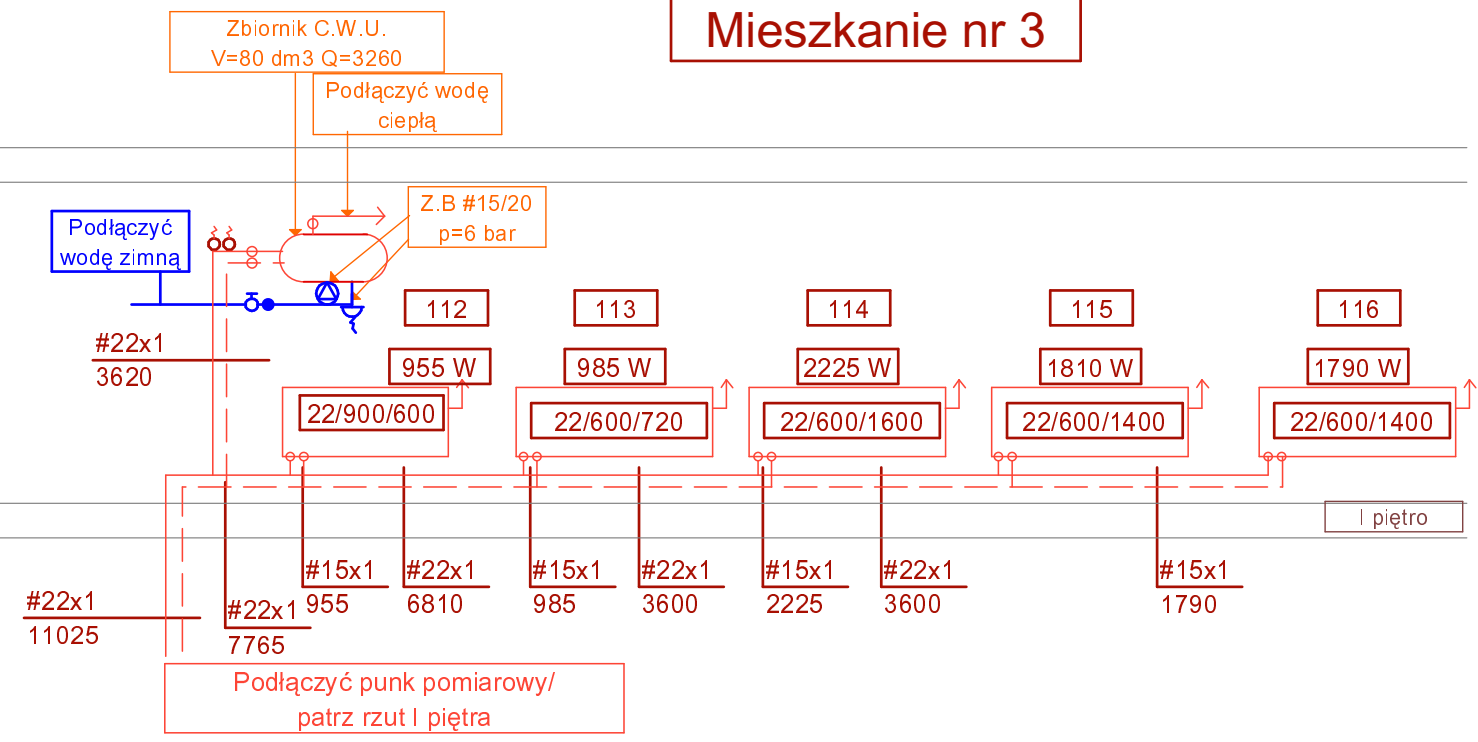 Mieszkanie nr 3
Zbiornik C.W.U.
V=80 dm3 Q=3260
Podłączyć wodę
ciepłą
Z.B #15/20
p=6 bar
Podłączyć
wodę zimną
#22x1
3620
112
113
114
115
116
955 W
985 W
2225 W
1810 W
1790 W
22/900/600
22/600/720
22/600/1600
22/600/1400
22/600/1400
I piętro
#15x1
955
#22x1
6810
#15x1
985
#22x1
3600
#15x1
2225
#22x1
3600
#15x1
1790
#22x1
11025
#22x1
7765
Podłączyć punk pomiarowy/
patrz rzut I piętra